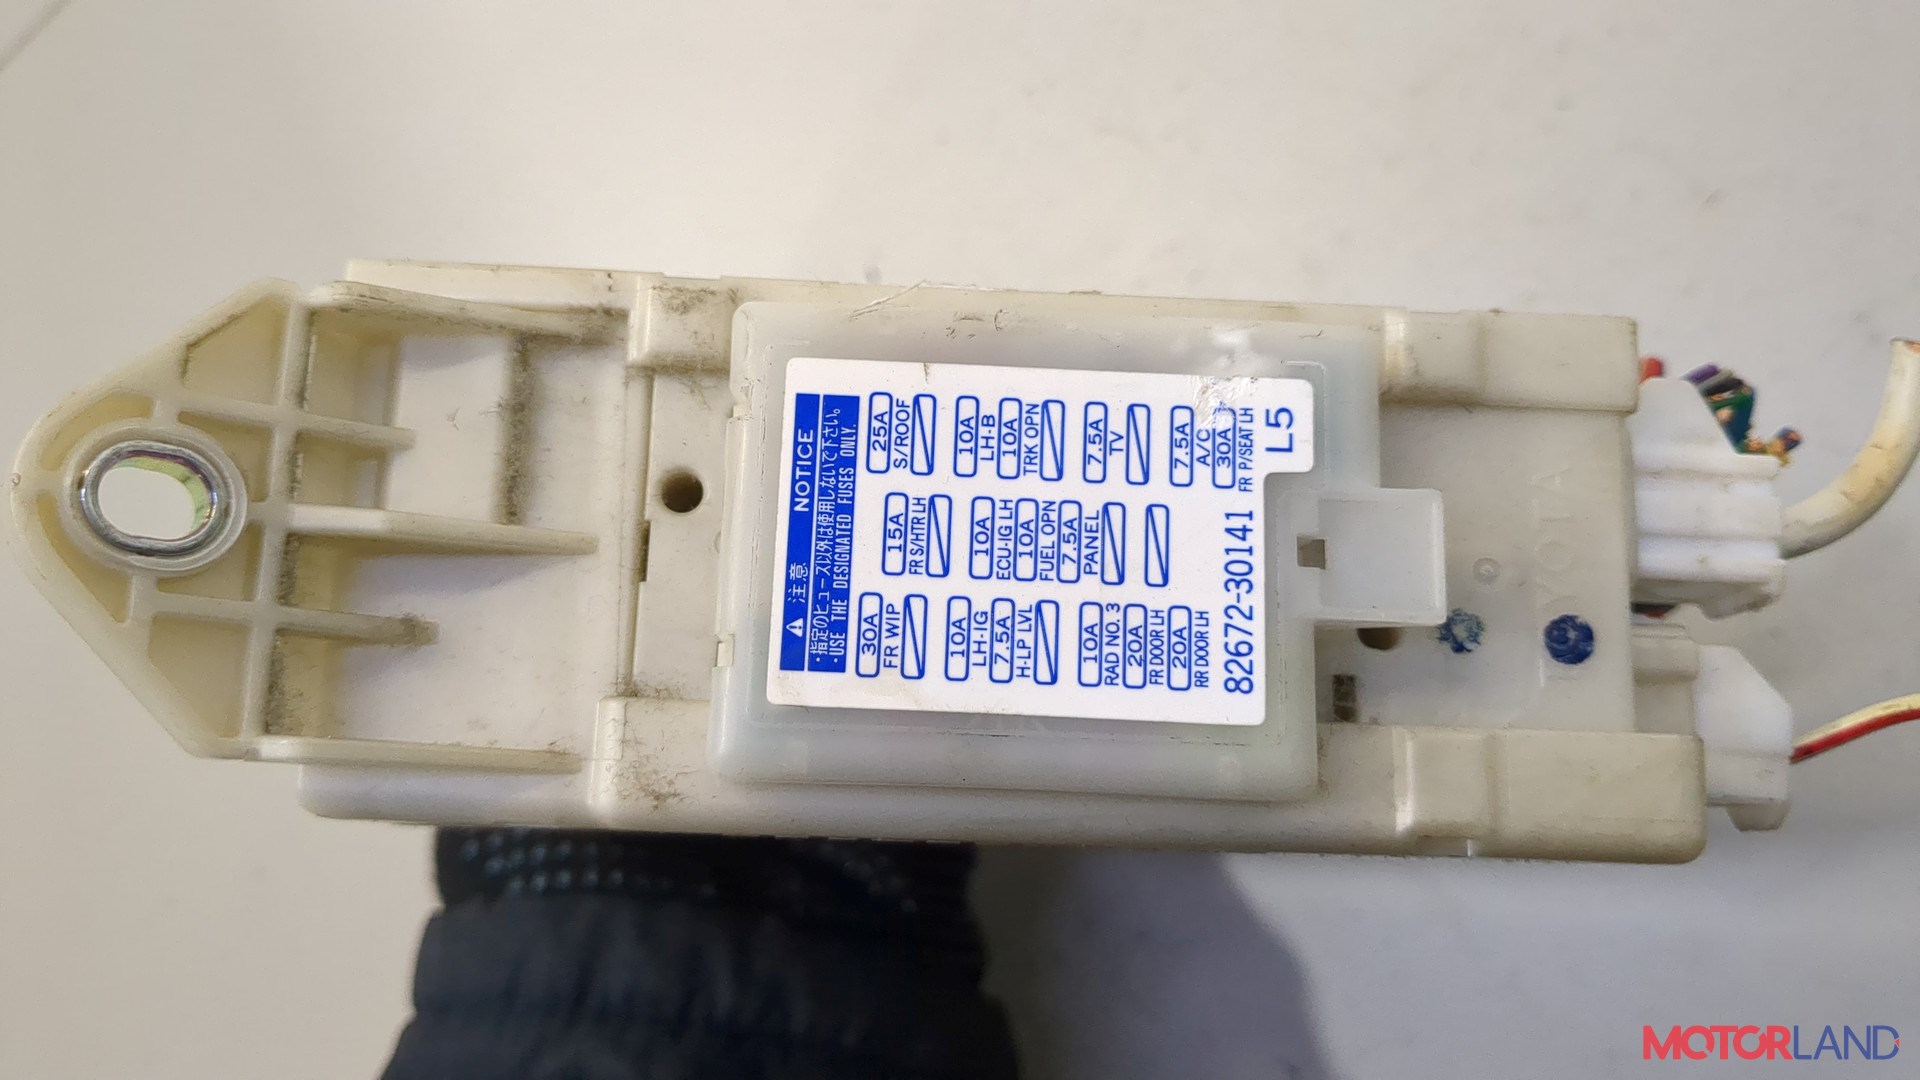 ⚠ 注意 NOTICE
・指定のヒューズ以外は使用しないで下さい。
・USE THE DESIGNATED FUSES ONLY.
30A
FR WIP
10A
LH-IG
7.5A
H-LP LVL
10A
RAD NO. 3
20A
FR DOOR LH
20A
RR DOOR LH
15A
FR S/HTR LH
10A
ECU-IG LH
10A
FUEL OPN
7.5A
PANEL
25A
S/ROOF
10A
LH-B
10A
TRK OPN
7.5A
TV
7.5A
A/C
30A
FR P/SEAT LH
82672-30141
L5
TOYOTA
MOTORLAND